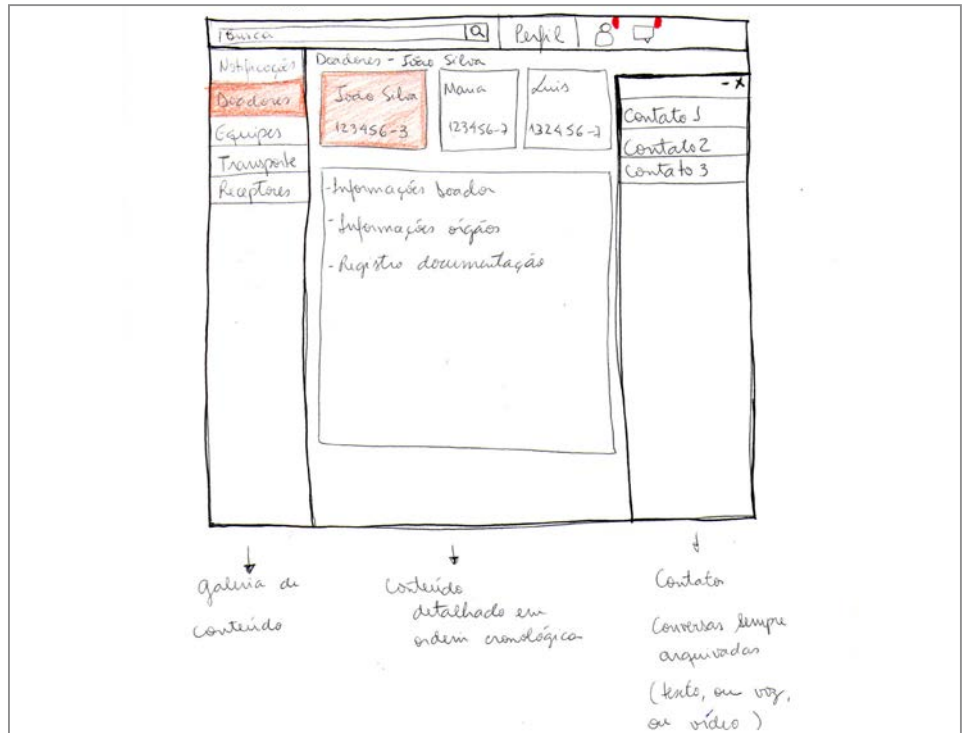 Busca
Perfil
Notificações
Doadores
Equipes
Transporte
Receptores
Doadores - João Silva
João Silva
123456-3
Maria
123456-7
Luis
132456-7
- Informações doador
- Informações orgãos
- Registro documentação
- x
Contato 1
Contato 2
Contato 3
galeria de
conteúdo
Conteúdo
detalhado em
ordem cronológica
Contatos
Conversas sempre
arquivadas
(texto, ou voz,
ou vídeo)